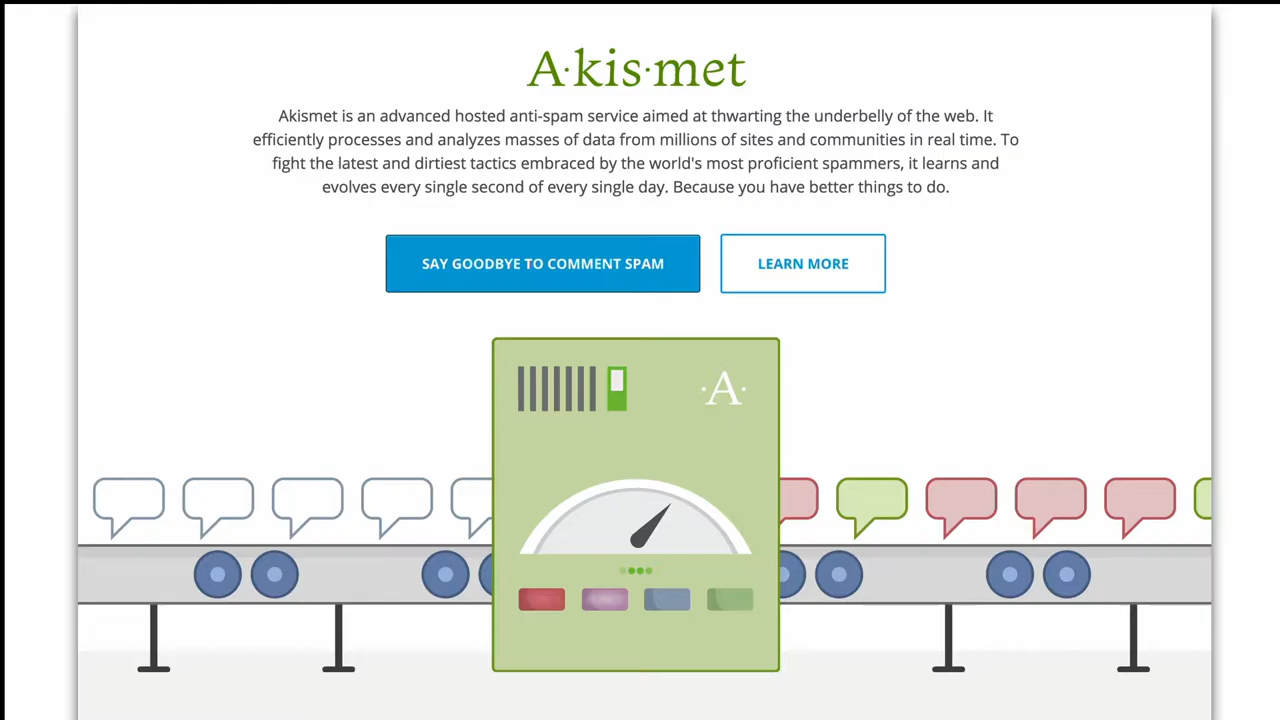 A·kis·met
Akismet is an advanced hosted anti-spam service aimed at thwarting the underbelly of the web. It
efficiently processes and analyzes masses of data from millions of sites and communities in real time. To
fight the latest and dirtiest tactics embraced by the world's most proficient spammers, it learns and
evolves every single second of every single day. Because you have better things to do.
SAY GOODBYE TO COMMENT SPAM
LEARN MORE
·A·